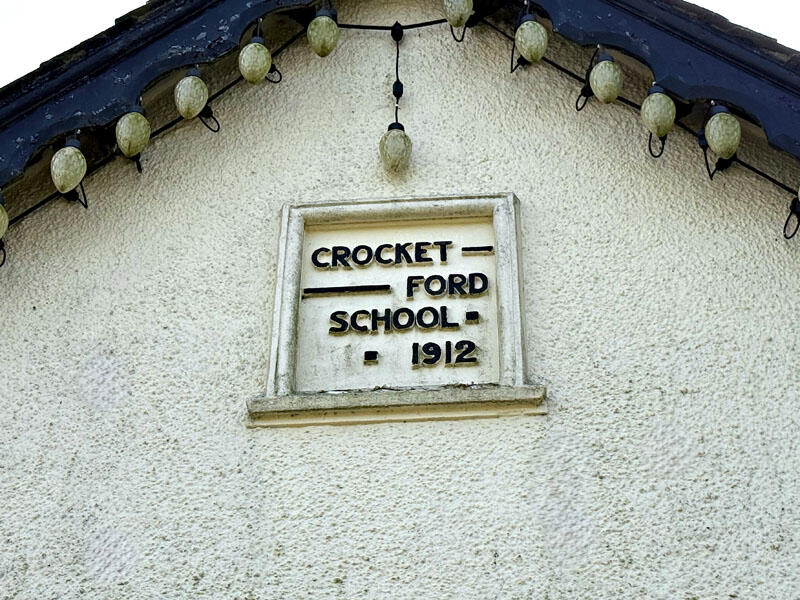 CROCKET —
— FORD
SCHOOL ·
· 1912